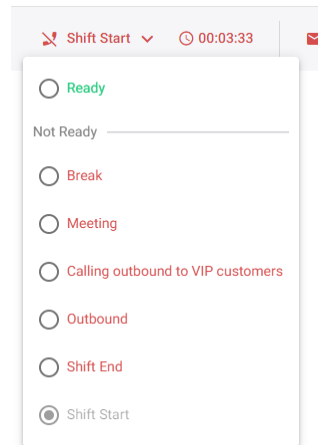 Shift Start 00:03:33
Ready
Not Ready
Break
Meeting
Calling outbound to VIP customers
Outbound
Shift End
Shift Start